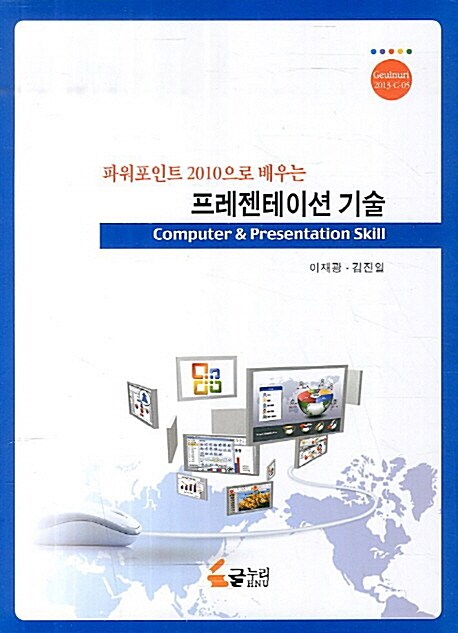 Geulnuri
2013-C-05
파워포인트 2010으로 배우는
프레젠테이션 기술
Computer & Presentation Skill
이재광 · 김진일
글누리
HNU